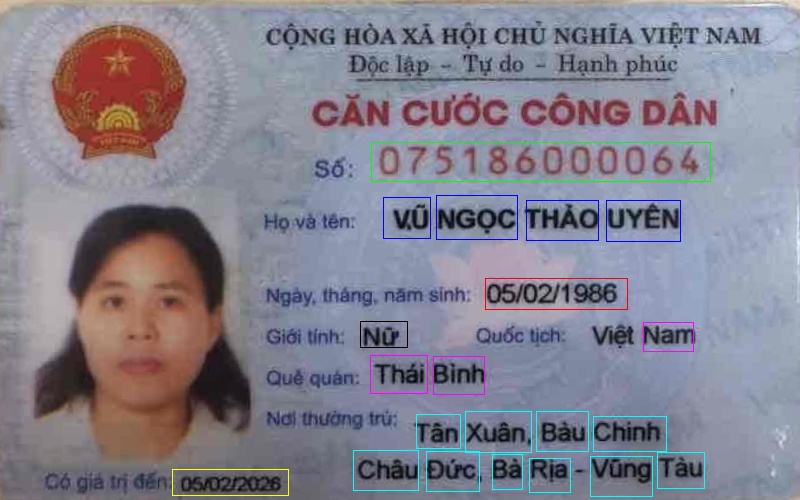 CỘNG HÒA XÃ HỘI CHỦ NGHĨA VIỆT NAM
Độc lập – Tự do – Hạnh phúc
CĂN CƯỚC CÔNG DÂN
Số: 075186000064
Họ và tên: VŨ NGỌC THẢO UYÊN
Ngày, tháng, năm sinh: 05/02/1986
Giới tính: Nữ Quốc tịch: Việt Nam
Quê quán: Thái Bình
Nơi thường trú: Tân Xuân, Bàu Chinh
Châu Đức, Bà Rịa - Vũng Tàu
Có giá trị đến: 05/02/2026